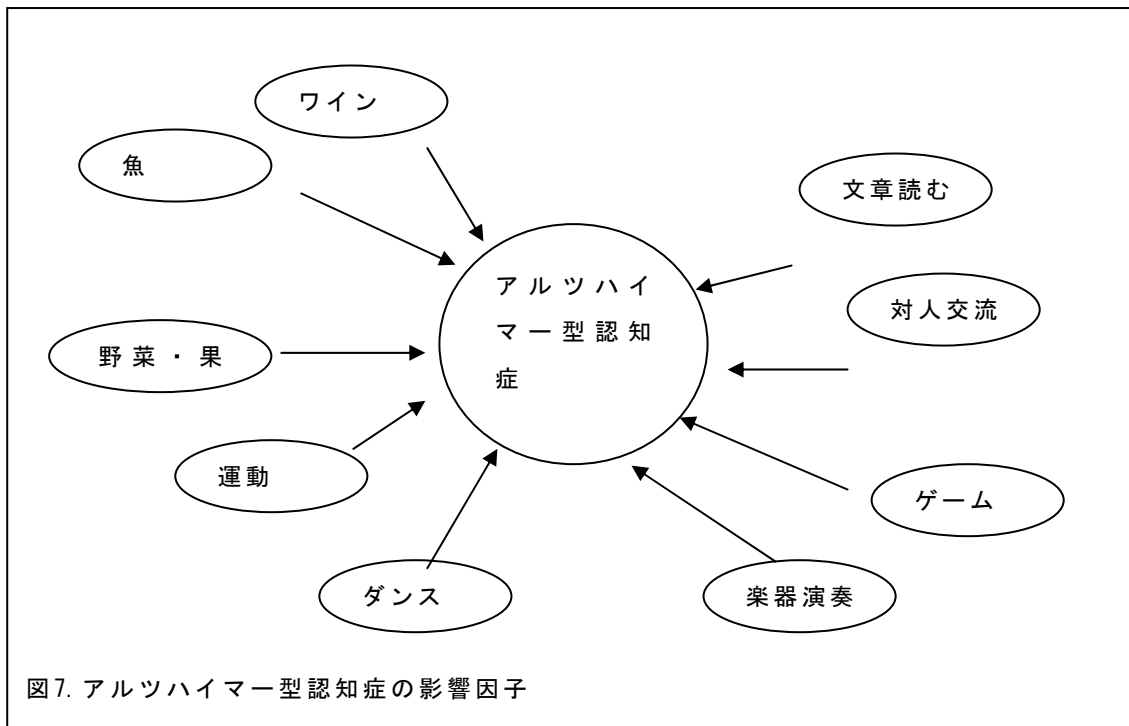 ワイン
魚
文章読む
アルツハイ
マー型認知
症
対人交流
野菜・果
運動
ゲーム
ダンス
楽器演奏
図7. アルツハイマー型認知症の影響因子